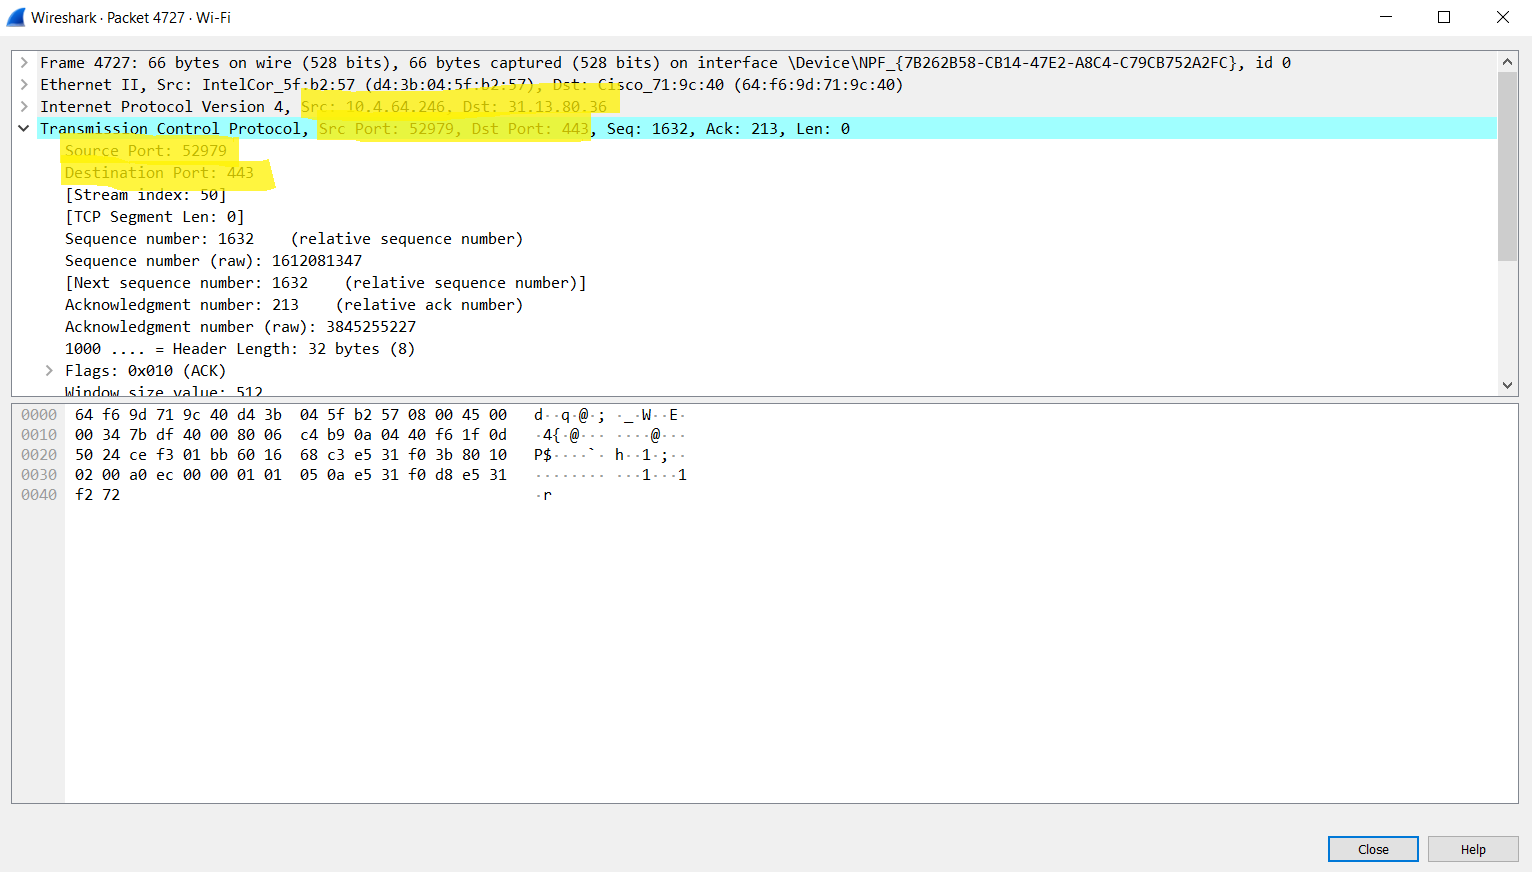 Wireshark · Packet 4727 · Wi-Fi
Frame 4727: 66 bytes on wire (528 bits), 66 bytes captured (528 bits) on interface \Device\NPF_{7B262B58-CB14-47E2-A8C4-C79CB752A2FC}, id 0
Ethernet II, Src: IntelCor_5f:b2:57 (d4:3b:04:5f:b2:57), Dst: Cisco_71:9c:40 (64:f6:9d:71:9c:40)
Internet Protocol Version 4, Src: 10.4.64.246, Dst: 31.13.80.36
Transmission Control Protocol, Src Port: 52979, Dst Port: 443, Seq: 1632, Ack: 213, Len: 0
Source Port: 52979
Destination Port: 443
[Stream index: 50]
[TCP Segment Len: 0]
Sequence number: 1632    (relative sequence number)
Sequence number (raw): 1612081347
[Next sequence number: 1632    (relative sequence number)]
Acknowledgment number: 213    (relative ack number)
Acknowledgment number (raw): 3845255227
1000 .... = Header Length: 32 bytes (8)
Flags: 0x010 (ACK)
Window size value: 512
0000 64 f6 9d 71 9c 40 d4 3b  04 5f b2 57 08 00 45 00   d··q·@·; ·_·W··E·
0010 00 34 7b df 40 00 80 06  c4 b9 0a 04 40 f6 1f 0d   ·4{·@··· ····@···
0020 50 24 ce f3 01 bb 60 16  68 c3 e5 31 f0 3b 80 10   P$····`· h··1·;··
0030 02 00 a0 ec 00 00 01 01  05 0a e5 31 f0 d8 e5 31   ········ ···1···1
0040 f2 72   ·r
Close
Help